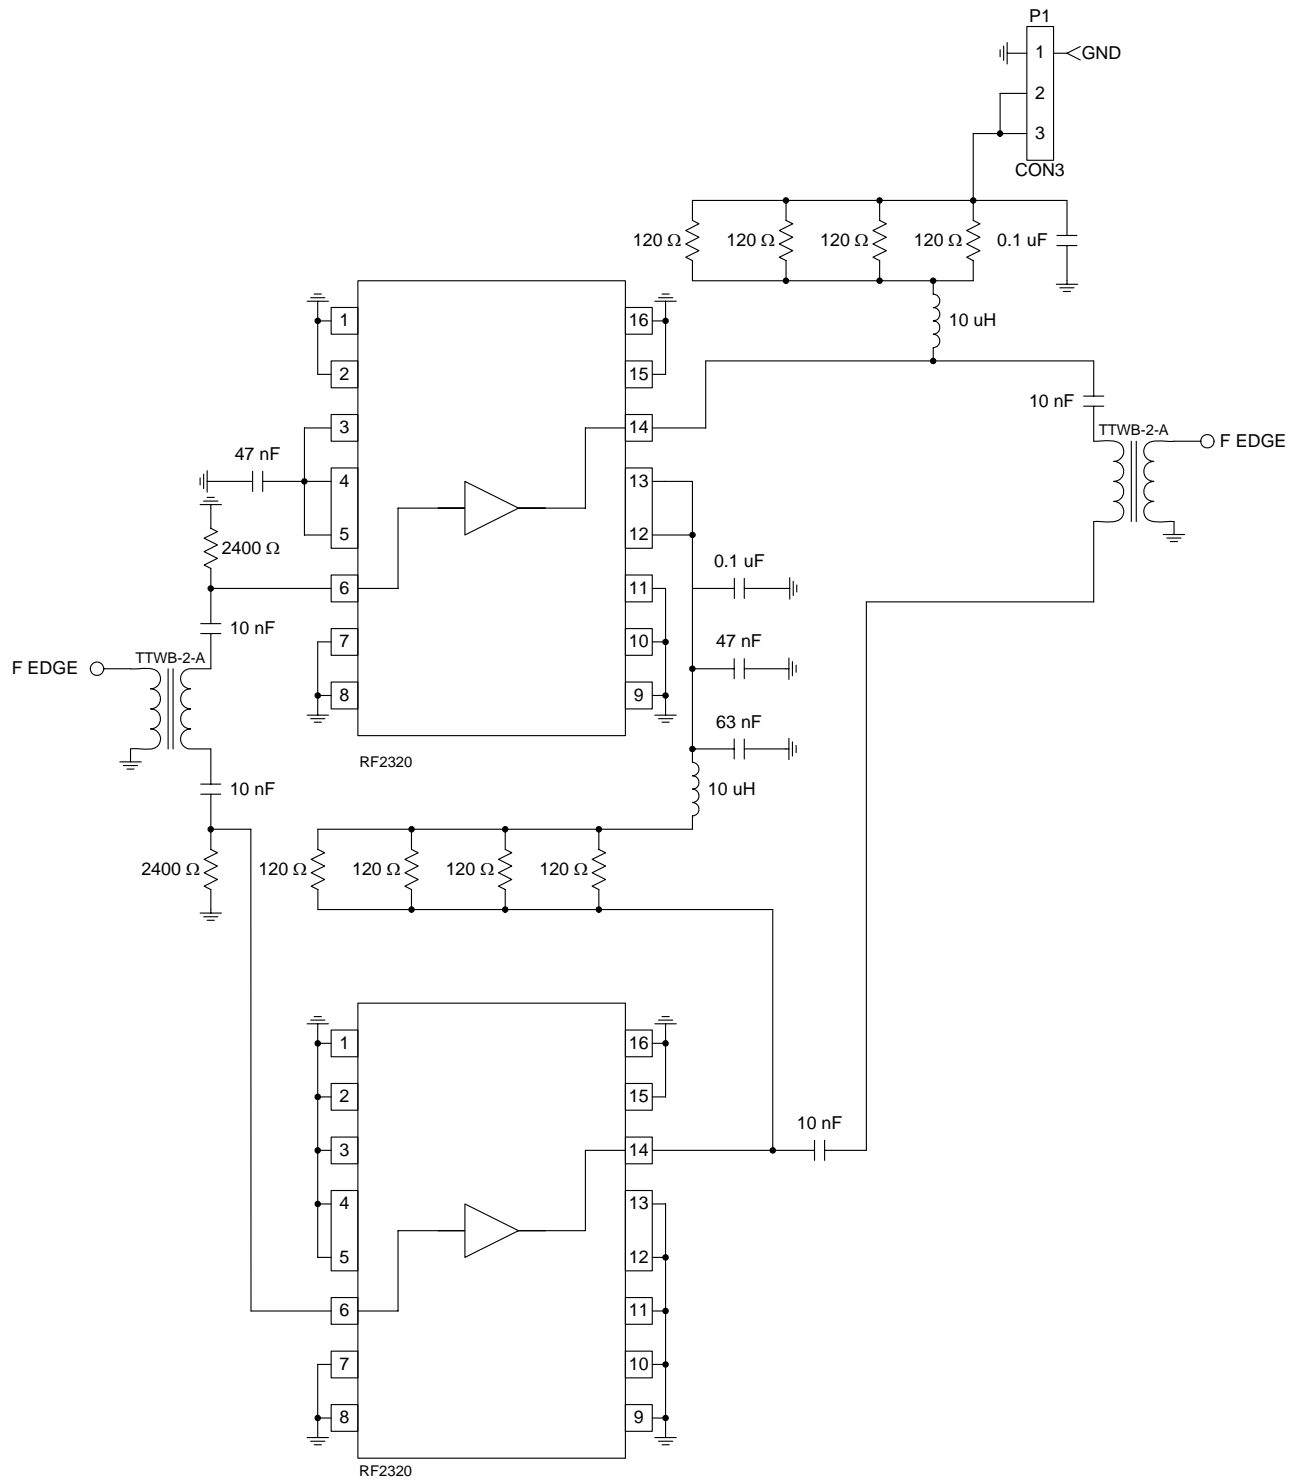 P1
1
GND
2
3
CON3
120 Ω
120 Ω
120 Ω
120 Ω
0.1 uF
10 uH
10 nF
TTWB-2-A
F EDGE
1
2
3
4
5
6
7
8
16
15
14
13
12
11
10
9
47 nF
2400 Ω
10 nF
TTWB-2-A
F EDGE
0.1 uF
47 nF
63 nF
RF2320
10 uH
10 nF
2400 Ω
120 Ω
120 Ω
120 Ω
120 Ω
1
2
3
4
5
6
7
8
16
15
14
13
12
11
10
9
10 nF
RF2320